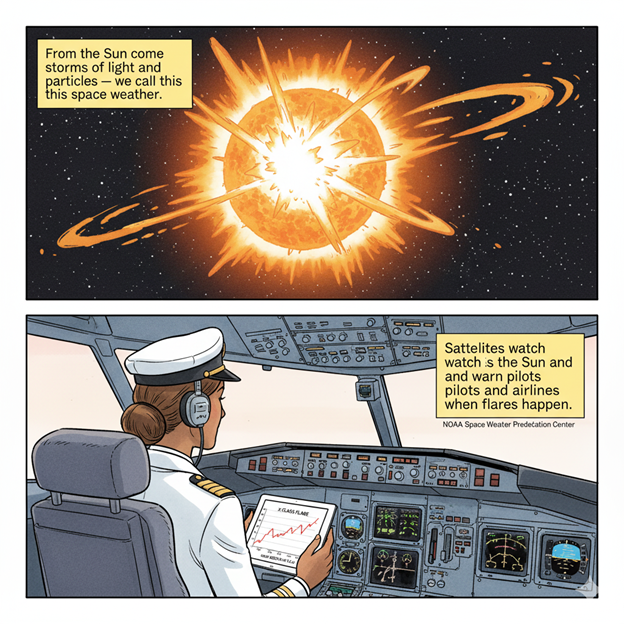 From the Sun come
storms of light and
particles — we call this
this space weather.
Sattelites watch
watch :s the Sun and
and warn pilots
pilots and airlines
when flares happen.
NOAA Space Weater Predetation Center
X CLASS FLARE